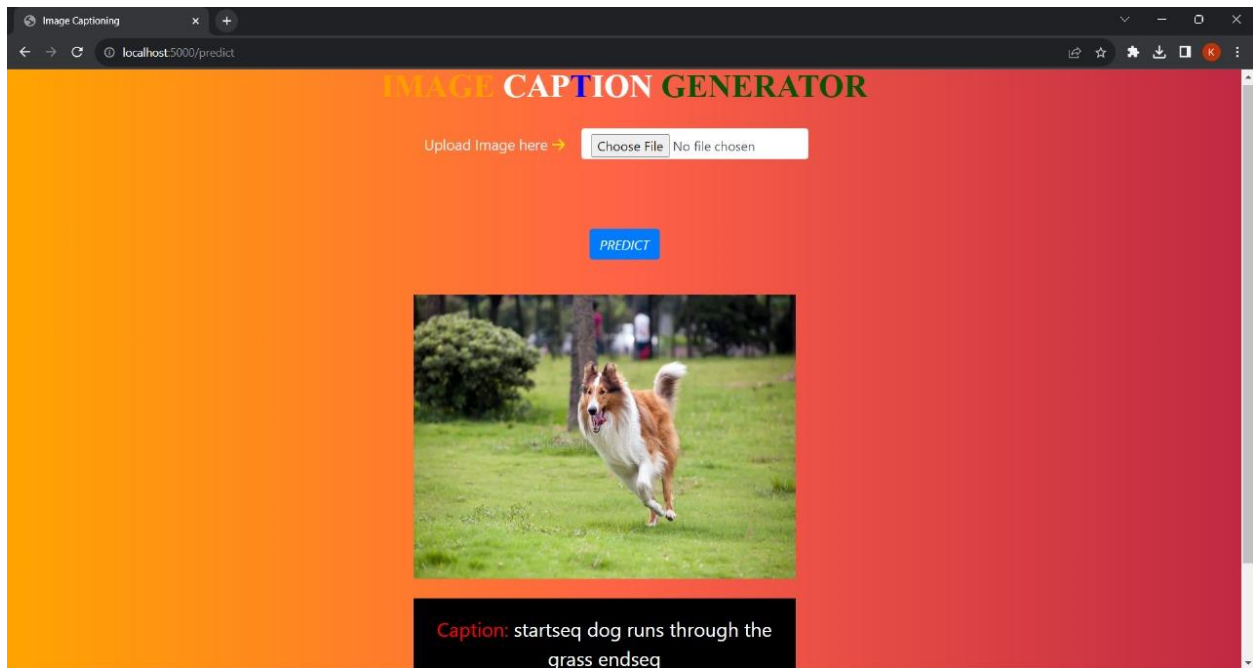 Image Captioning
localhost:5000/predict
K
IMAGE CAPTION GENERATOR
Upload Image here → Choose File No file chosen
PREDICT
Caption: startseq dog runs through the
grass endseq